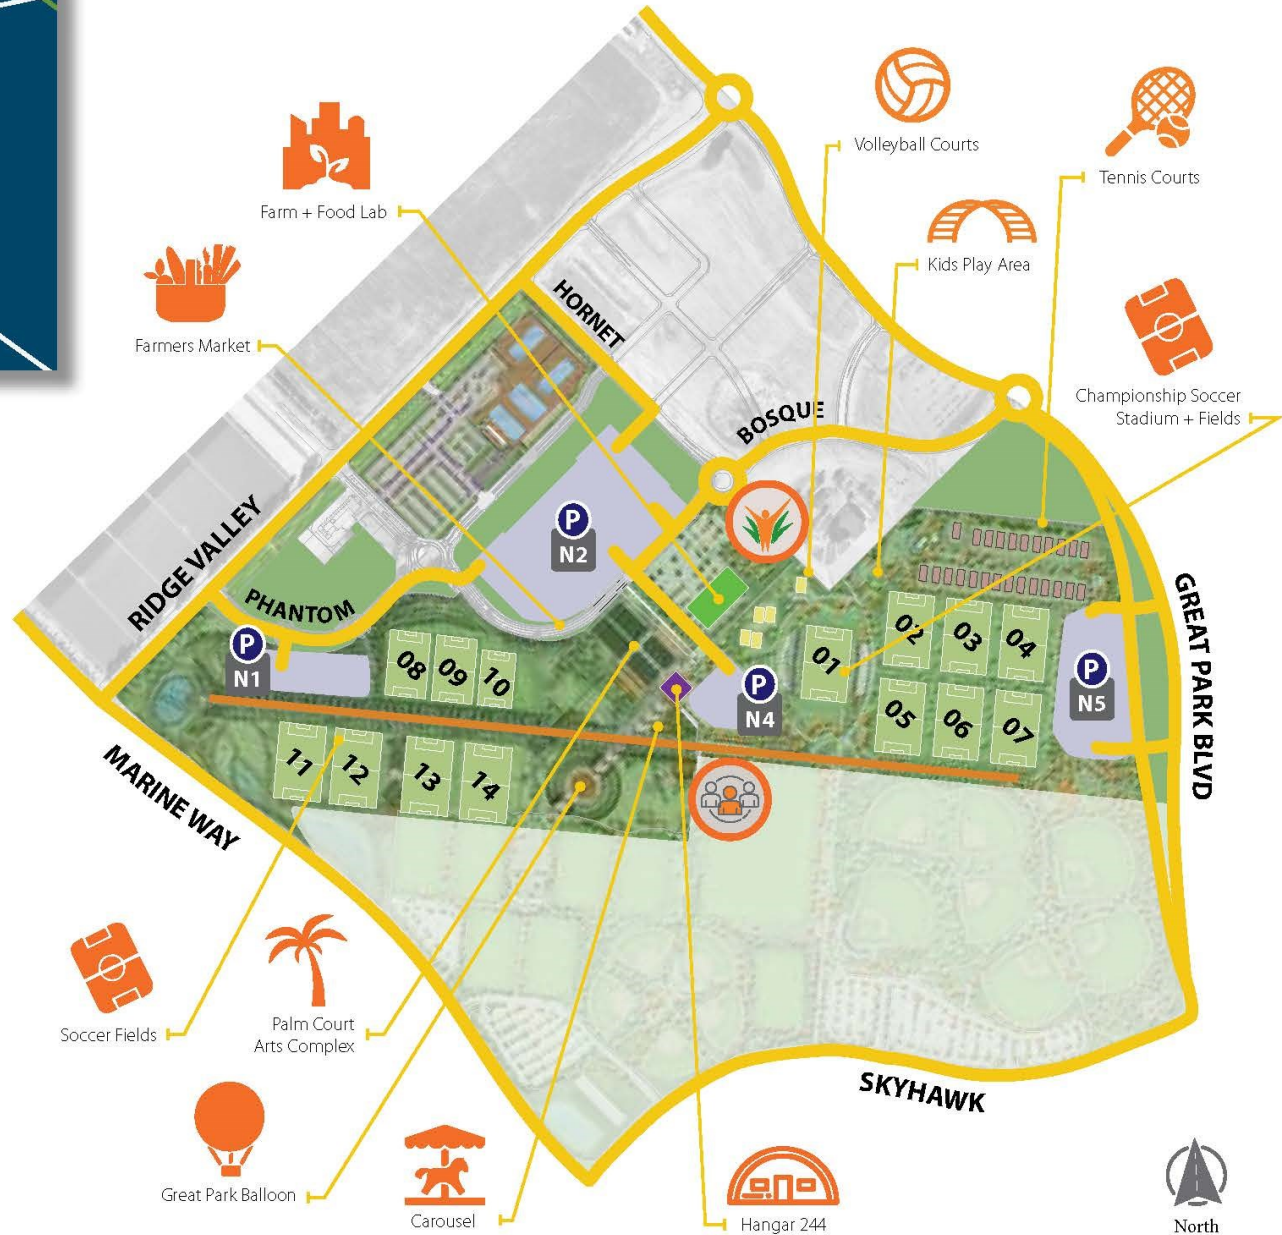 Volleyball Courts
Tennis Courts
Farm + Food Lab
Kids Play Area
HORNET
Farmers Market
Championship Soccer
Stadium + Fields
BOSQUE
RIDGE VALLEY
P
N2
PHANTOM
P
N1
GREAT PARK BLVD
02
03
04
01
08
09
10
P
N4
P
N5
05
06
07
11
12
13
14
MARINE WAY
Soccer Fields
Palm Court
Arts Complex
SKYHAWK
Great Park Balloon
Carousel
Hangar 244
North